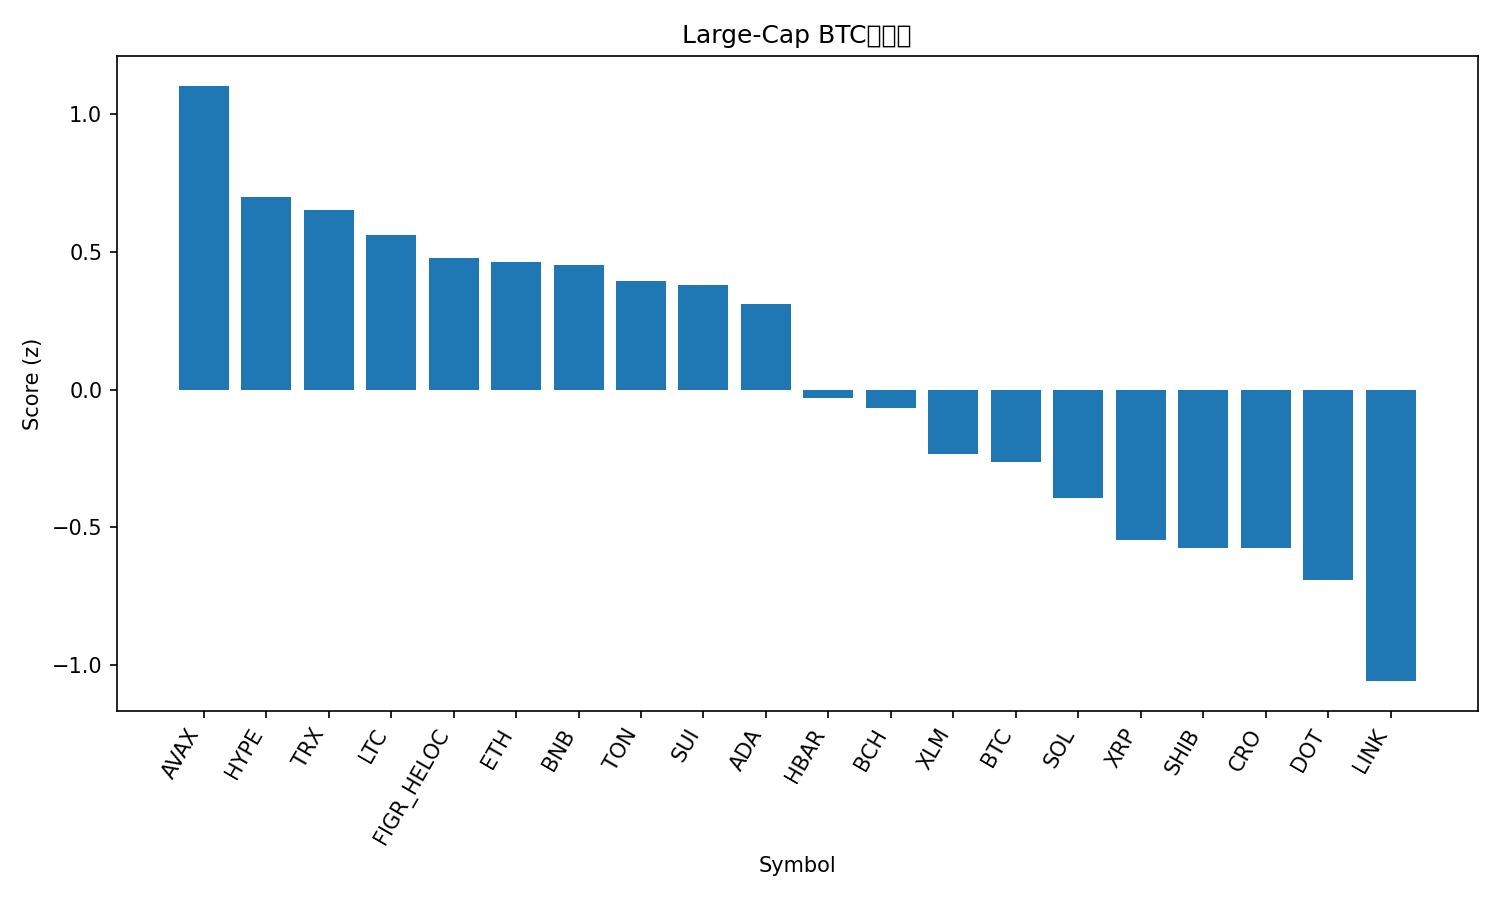 Large-Cap BTC
Score (z)
1.0
0.5
0.0
−0.5
−1.0
AVAX
HYPE
TRX
LTC
FIGR_HELOC
ETH
BNB
TON
SUI
ADA
HBAR
BCH
XLM
BTC
SOL
XRP
SHIB
CRO
DOT
LINK
Symbol